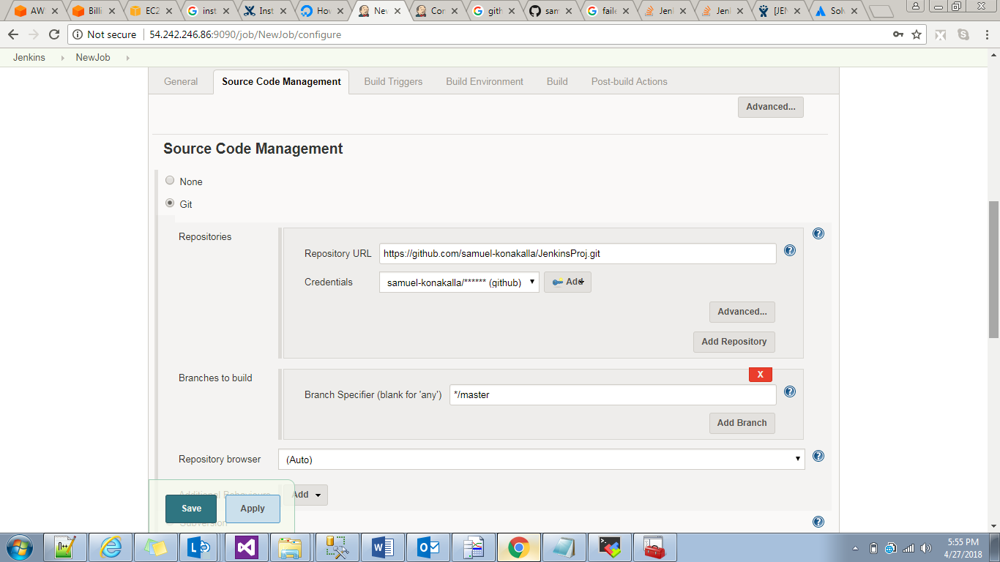 AW
Billi
EC2
inst
Inst
Hov
Nev
Cor
gith
sam
faile
Jenl
Jenl
[JEN
Solv
Not secure
54.242.246.86:9090/job/NewJob/configure
Jenkins
NewJob
General
Source Code Management
Build Triggers
Build Environment
Build
Post-build Actions
Advanced...
Source Code Management
None
Git
Repositories
Repository URL
https://github.com/samuel-konakalla/JenkinsProj.git
Credentials
samuel-konakalla/****** (github)
Add
Advanced...
Add Repository
Branches to build
X
Branch Specifier (blank for 'any')
*/master
Add Branch
Repository browser
(Auto)
Additional Behaviours
Add
Save
Apply
Subversion
5:55 PM
4/27/2018